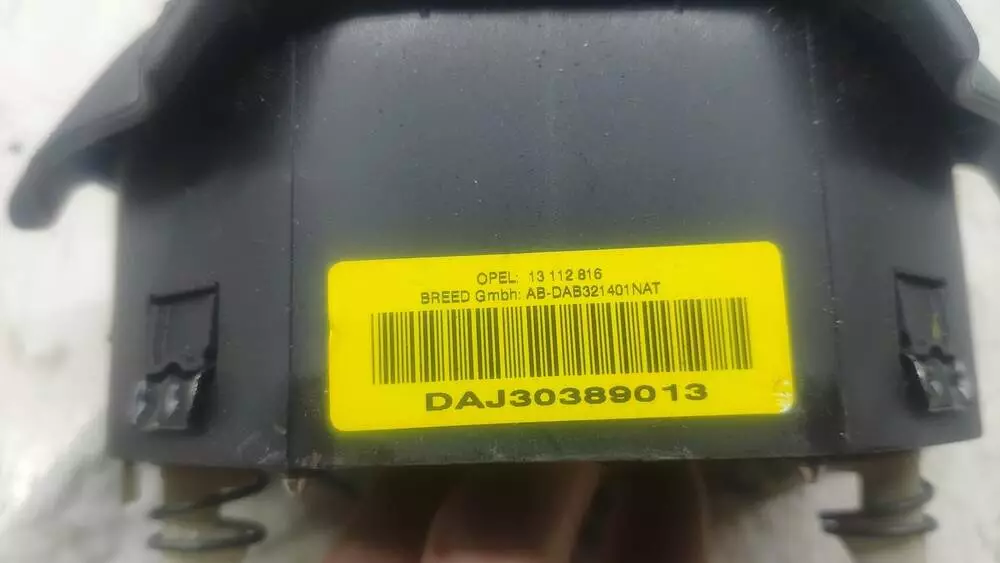 OPEL: 13 112 816
BREED Gmbh: AB-DAB321401NAT
DAJ30389013